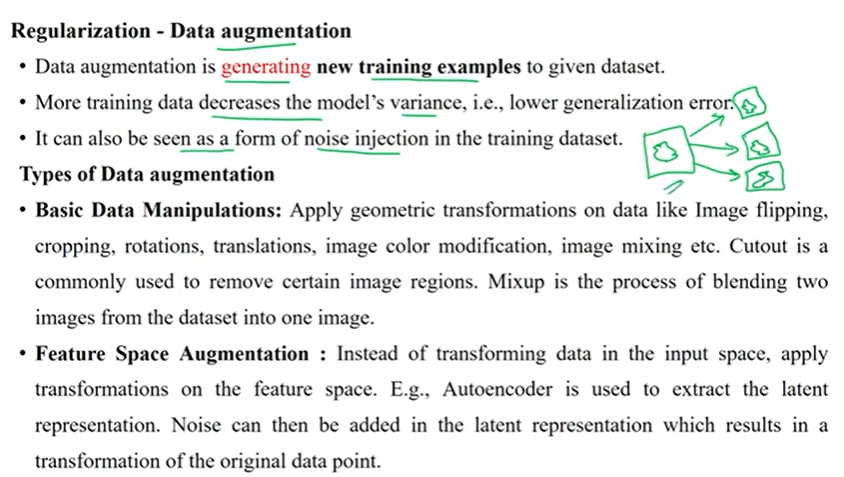 Regularization - Data augmentation
• Data augmentation is generating new training examples to given dataset.
• More training data decreases the model's variance, i.e., lower generalization error.
• It can also be seen as a form of noise injection in the training dataset.
Types of Data augmentation
• Basic Data Manipulations: Apply geometric transformations on data like Image flipping,
cropping, rotations, translations, image color modification, image mixing etc. Cutout is a
commonly used to remove certain image regions. Mixup is the process of blending two
images from the dataset into one image.
• Feature Space Augmentation : Instead of transforming data in the input space, apply
transformations on the feature space. E.g., Autoencoder is used to extract the latent
representation. Noise can then be added in the latent representation which results in a
transformation of the original data point.